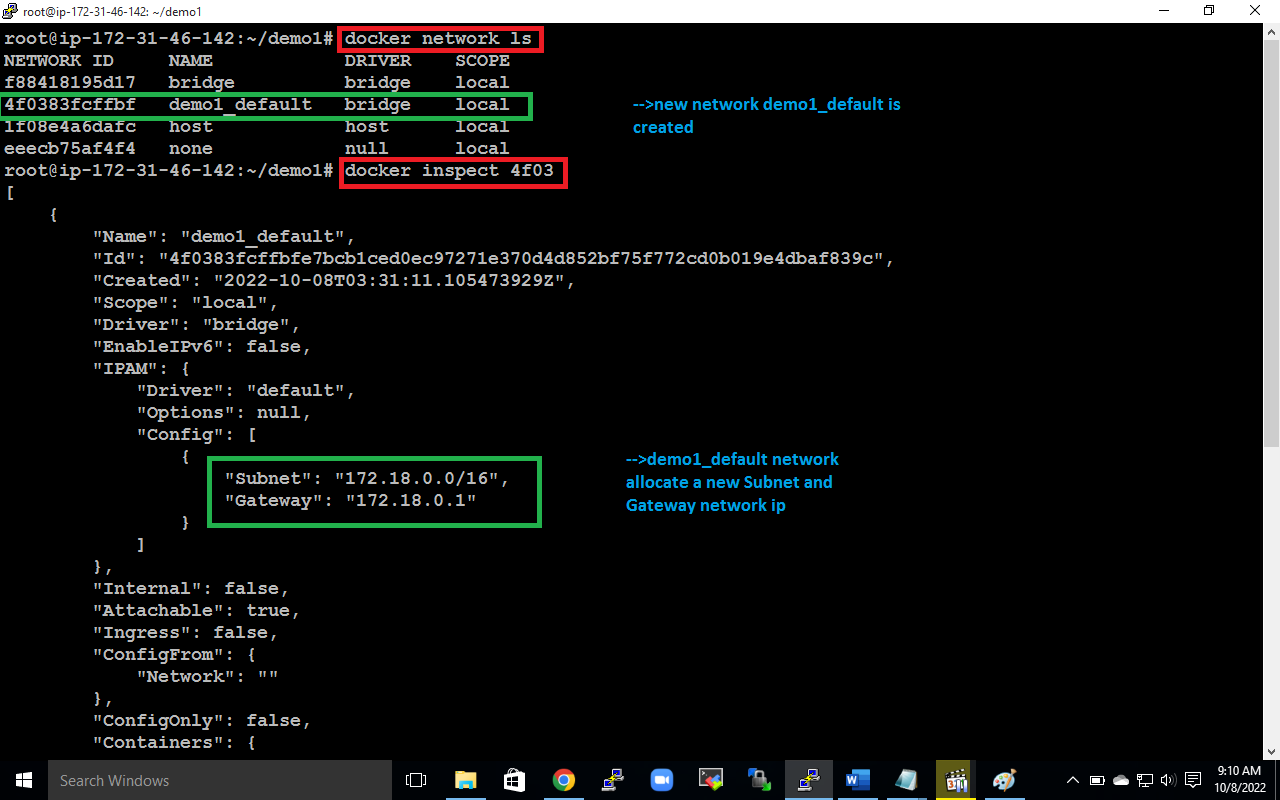 root@ip-172-31-46-142: ~/demo1
root@ip-172-31-46-142:~/demo1# docker network ls
NETWORK ID NAME DRIVER SCOPE
f88418195d17 bridge bridge local
4f0383fcffbf demo1_default bridge local
-->new network demo1_default is
created
1f08e4a6dafc host host local
eeecb75af4f4 none null local
root@ip-172-31-46-142:~/demo1# docker inspect 4f03
[
{
"Name": "demo1_default",
"Id": "4f0383fcffbfe7bcb1ced0ec97271e370d4d852bf75f772cd0b019e4dbaf839c",
"Created": "2022-10-08T03:31:11.105473929Z",
"Scope": "local",
"Driver": "bridge",
"EnableIPv6": false,
"IPAM": {
"Driver": "default",
"Options": null,
"Config": [
{
"Subnet": "172.18.0.0/16",
"Gateway": "172.18.0.1"
}
]
-->demo1_default network
allocate a new Subnet and
Gateway network ip
},
"Internal": false,
"Attachable": true,
"Ingress": false,
"ConfigFrom": {
"Network": ""
},
"ConfigOnly": false,
"Containers": {
Search Windows
9:10 AM
10/8/2022